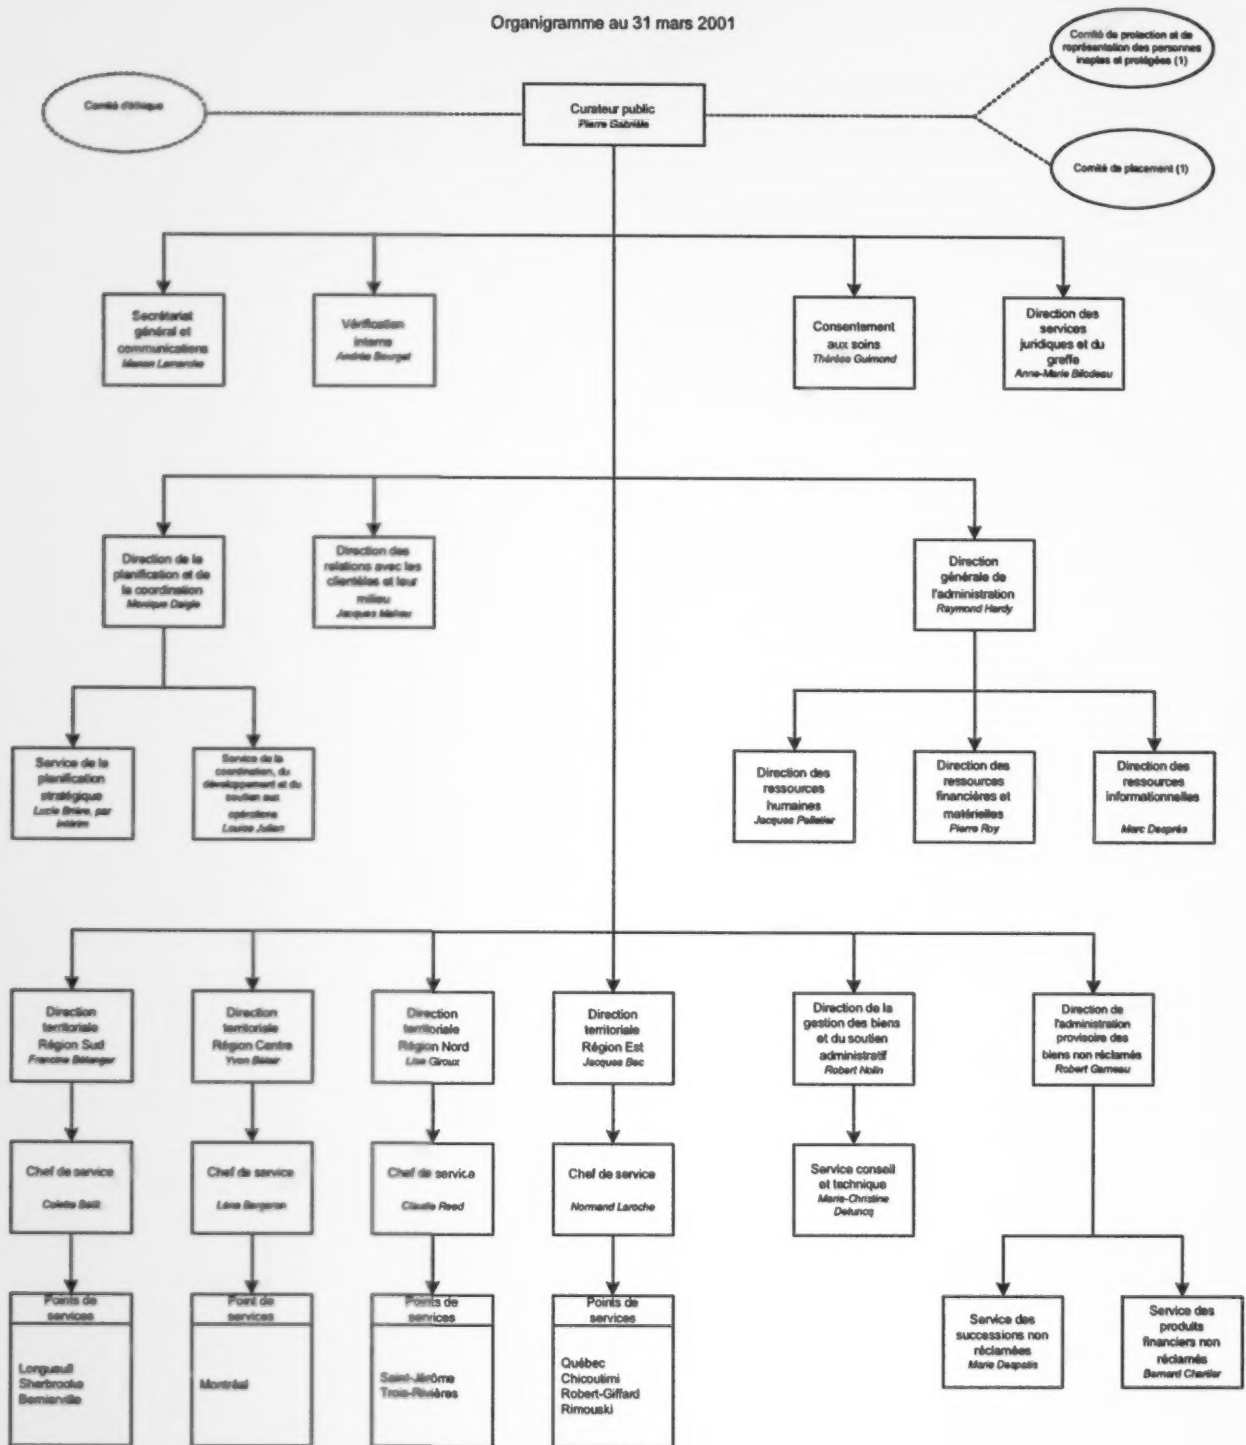 Organigramme au 31 mars 2001
Comité de protection et de
représentation des personnes
inaptes et protégées (1)
Comité d'éthique
Curateur public
Pierre Gabrièle
Comité de placement (1)
Secrétariat
général et
communications
Manon Lamarche
Vérification
interne
Andrée Bourget
Consentement
aux soins
Thérèse Guimond
Direction des
services
juridiques et du
greffe
Anne-Marie Bilodeau
Direction de la
planification et de
la coordination
Monique Daigle
Direction des
relations avec les
clientèles et leur
milieu
Jacques
Direction
générale de
l'administration
Raymond Hardy
Service de la
planification
stratégique
Lucie Brière, par
intérim
Service de la
coordination, du
développement et du
soutien aux
opérations
Louise Julien
Direction des
ressources
humaines
Jacques Pelletier
Direction des
ressources
financières et
matérielles
Pierre Roy
Direction des
ressources
informationnelles
Marc Després
Direction
territoriale
Région Sud
Francine Bélanger
Direction
territoriale
Région Centre
Yvon
Direction
territoriale
Région Nord
Lise Giroux
Direction
territoriale
Région Est
Jacques Bec
Direction de la
gestion des biens
et du soutien
administratif
Robert Nolin
Direction de
l'administration
provisoire des
biens non réclamés
Robert Garneau
Chef de service
Colette
Chef de service
Léna Bergeron
Chef de service
Claudia Reed
Chef de service
Normand Laroche
Service conseil
et technique
Marie-Christine
Deluncq
Points de
services
Longueuil
Sherbrooke
Bernierville
Point de
services
Montréal
Points de
services
Saint-Jérôme
Trois-Rivières
Points de
services
Québec
Chicoutimi
Robert-Giffard
Rimouski
Service des
successions non
réclamées
Marie Despatis
Service des
produits
financiers non
réclamés
Bernard Chartier